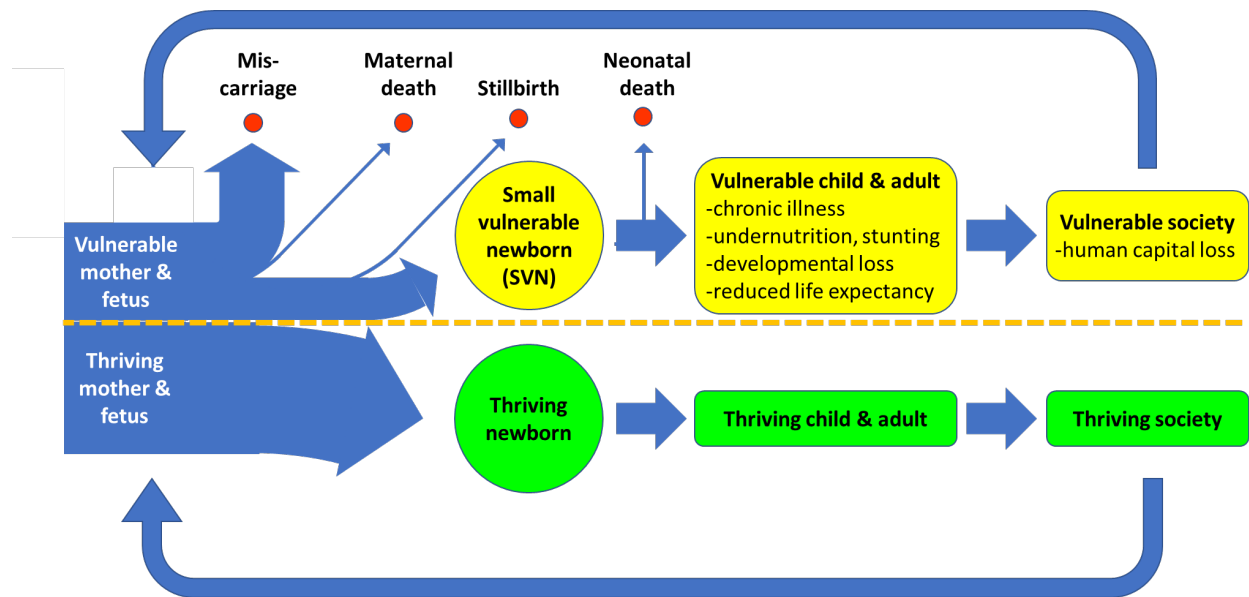 Mis-
carriage
Maternal
death
Stillbirth
Neonatal
death
Vulnerable
mother &
fetus
Small
vulnerable
newborn
(SVN)
Vulnerable child & adult
-chronic illness
-undernutrition, stunting
-developmental loss
-reduced life expectancy
Vulnerable society
-human capital loss
Thriving
mother &
fetus
Thriving
newborn
Thriving child & adult
Thriving society